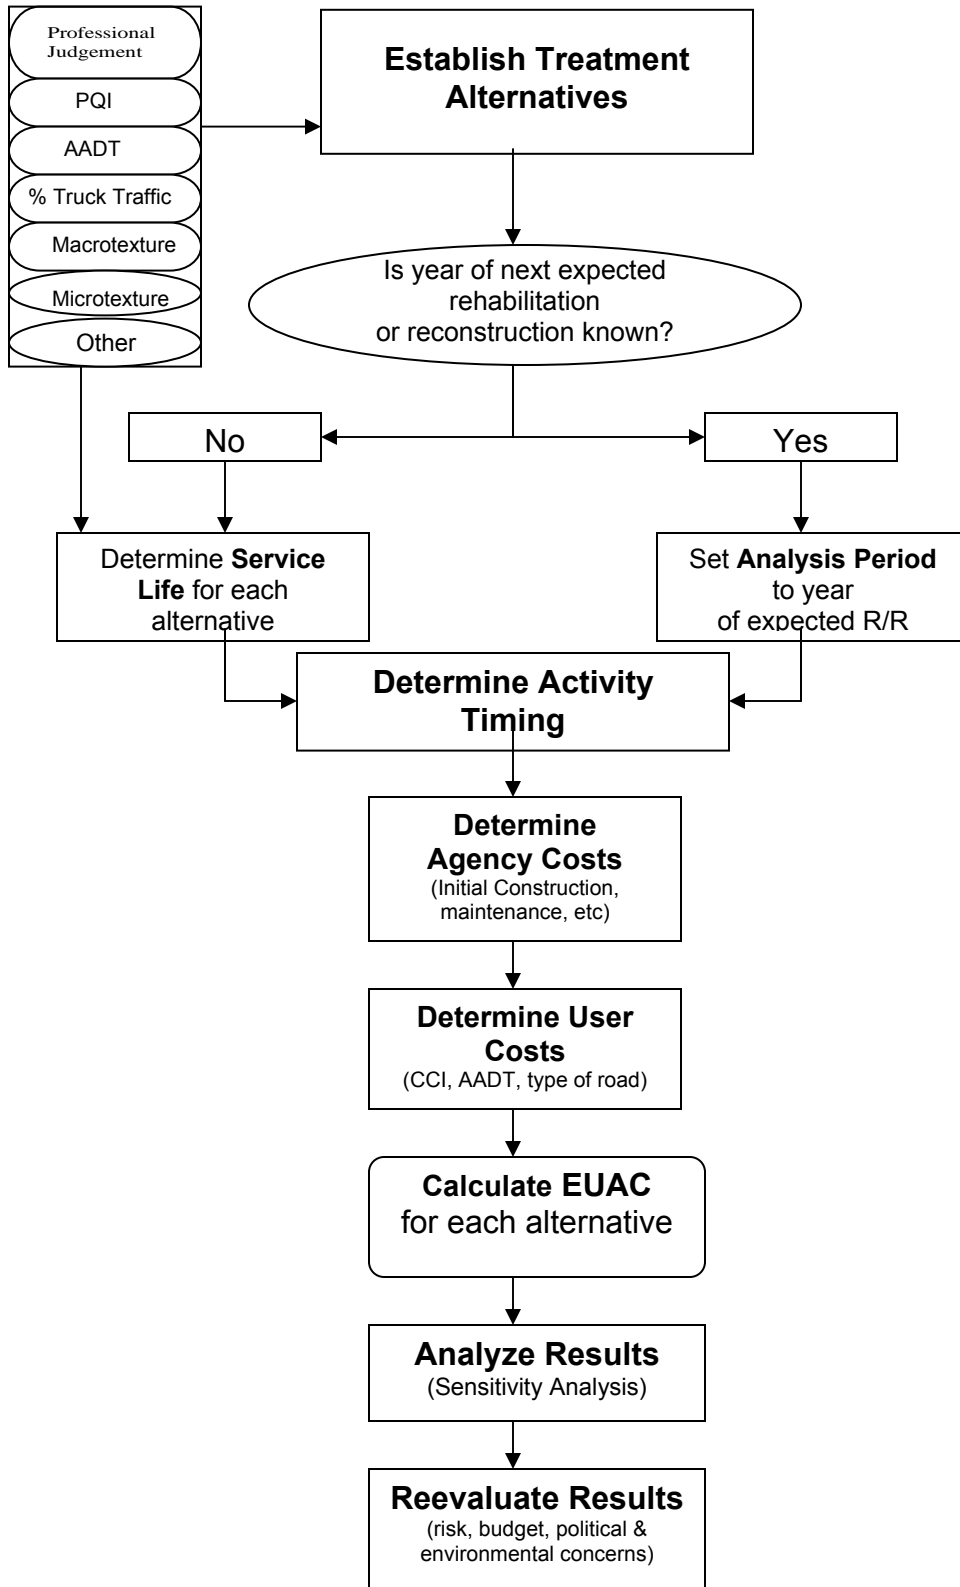 Professional
Judgement
PQI
AADT
% Truck Traffic
Macrotexture
Microtexture
Other
Establish Treatment
Alternatives
Is year of next expected
rehabilitation
or reconstruction known?
No
Yes
Determine Service
Life for each
alternative
Set Analysis Period
to year
of expected R/R
Determine Activity
Timing
Determine
Agency Costs
(Initial Construction,
maintenance, etc)
Determine User
Costs
(CCI, AADT, type of road)
Calculate EUAC
for each alternative
Analyze Results
(Sensitivity Analysis)
Reevaluate Results
(risk, budget, political &
environmental concerns)